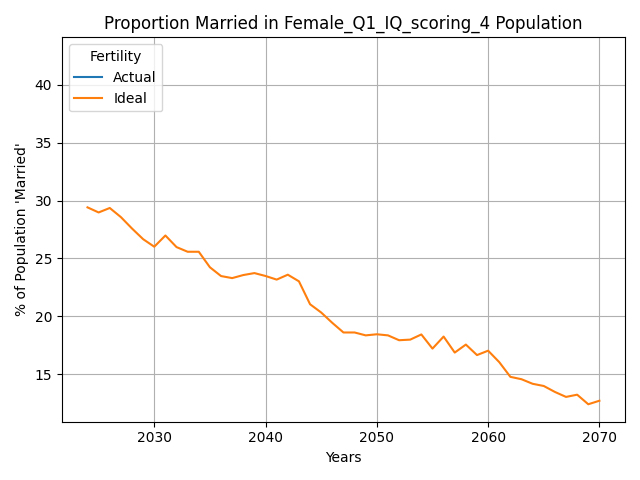 Proportion Married in Female_Q1_IQ_scoring_4 Population
Fertility
Actual
Ideal
% of Population 'Married'
40
35
30
25
20
15
2030
2040
2050
2060
2070
Years